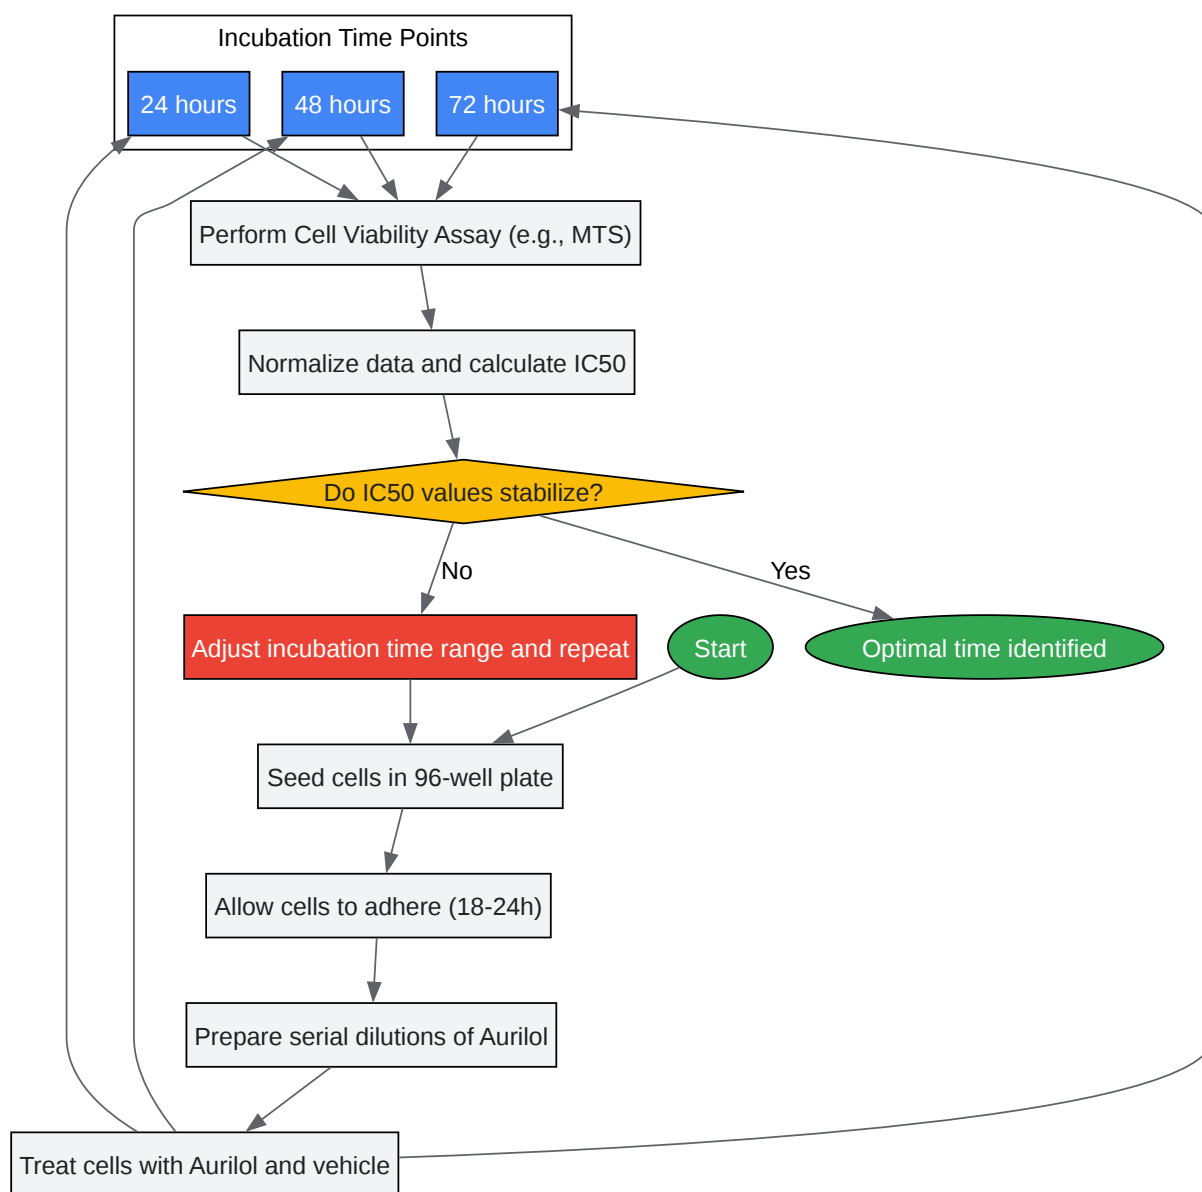 Incubation Time Points
24 hours
48 hours
72 hours
Perform Cell Viability Assay (e.g., MTS)
Normalize data and calculate IC50
Do IC50 values stabilize?
No
Yes
Adjust incubation time range and repeat
Start
Optimal time identified
Seed cells in 96-well plate
Allow cells to adhere (18-24h)
Prepare serial dilutions of Aurilol
Treat cells with Aurilol and vehicle